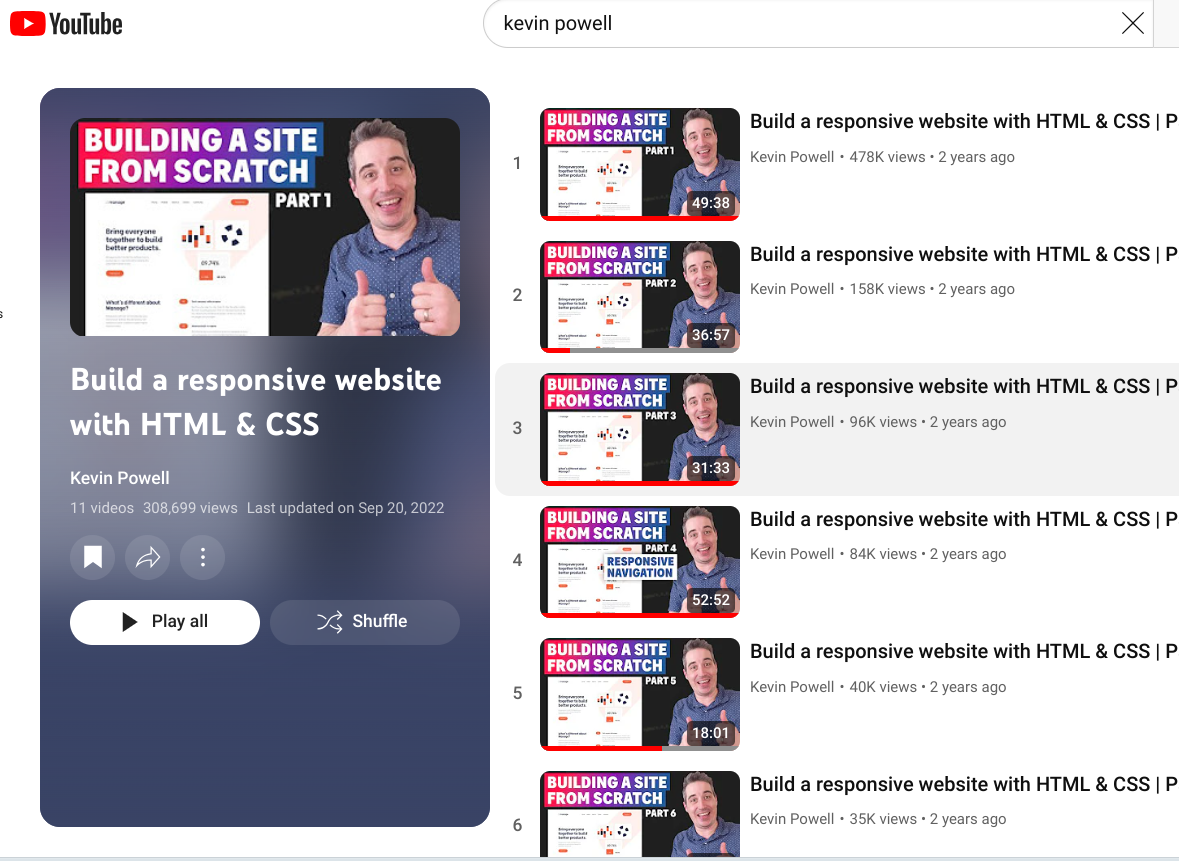 YouTube
kevin powell
s
BUILDING A SITE
FROM SCRATCH
PART 1
manage
Bring everyone
together to build
better products.
What's different about
Manage?
Build a responsive website
with HTML & CSS
Kevin Powell
11 videos 308,699 views Last updated on Sep 20, 2022
Play all
Shuffle
1
BUILDING A SITE
FROM SCRATCH
PART 1
49:38
Build a responsive website with HTML & CSS | P
Kevin Powell • 478K views • 2 years ago
2
BUILDING A SITE
FROM SCRATCH
PART 2
36:57
Build a responsive website with HTML & CSS | P
Kevin Powell • 158K views • 2 years ago
3
BUILDING A SITE
FROM SCRATCH
PART 3
31:33
Build a responsive website with HTML & CSS | P
Kevin Powell • 96K views • 2 years ago
4
BUILDING A SITE
FROM SCRATCH
PART 4
RESPONSIVE
NAVIGATION
52:52
Build a responsive website with HTML & CSS | P
Kevin Powell • 84K views • 2 years ago
5
BUILDING A SITE
FROM SCRATCH
PART 5
18:01
Build a responsive website with HTML & CSS | P
Kevin Powell • 40K views • 2 years ago
6
BUILDING A SITE
FROM SCRATCH
PART 6
Build a responsive website with HTML & CSS | P
Kevin Powell • 35K views • 2 years ago